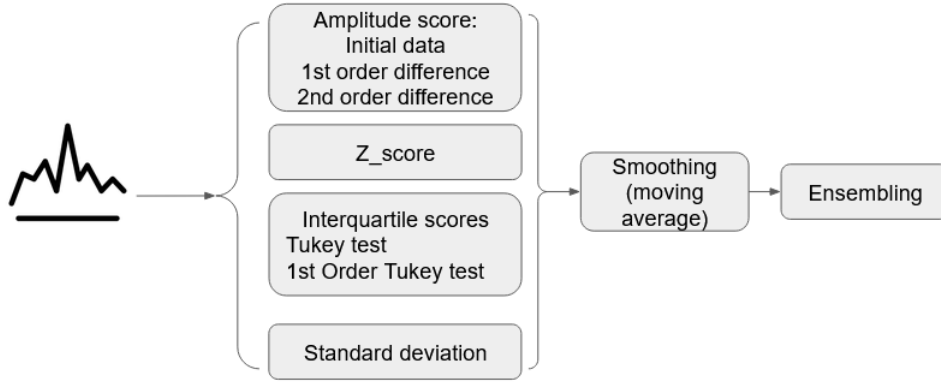 Amplitude score:
Initial data
1st order difference
2nd order difference
Z_score
Interquartile scores
Tukey test
1st Order Tukey test
Standard deviation
Smoothing
(moving
average)
Ensembling